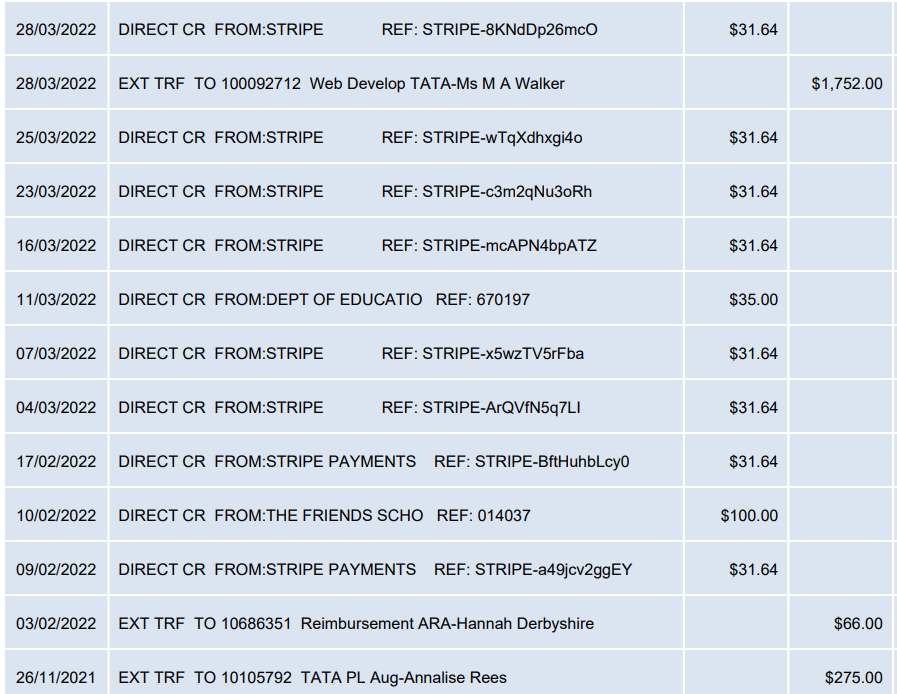 28/03/2022 DIRECT CR FROM:STRIPE REF: STRIPE-8KNdDp26mcO $31.64
28/03/2022 EXT TRF TO 100092712 Web Develop TATA-Ms M A Walker $1,752.00
25/03/2022 DIRECT CR FROM:STRIPE REF: STRIPE-wTqXdhxgi4o $31.64
23/03/2022 DIRECT CR FROM:STRIPE REF: STRIPE-c3m2qNu3oRh $31.64
16/03/2022 DIRECT CR FROM:STRIPE REF: STRIPE-mcAPN4bpATZ $31.64
11/03/2022 DIRECT CR FROM:DEPT OF EDUCATIO REF: 670197 $35.00
07/03/2022 DIRECT CR FROM:STRIPE REF: STRIPE-x5wzTV5rFba $31.64
04/03/2022 DIRECT CR FROM:STRIPE REF: STRIPE-ArQVfN5q7LI $31.64
17/02/2022 DIRECT CR FROM:STRIPE PAYMENTS REF: STRIPE-BftHuhbLcy0 $31.64
10/02/2022 DIRECT CR FROM:THE FRIENDS SCHO REF: 014037 $100.00
09/02/2022 DIRECT CR FROM:STRIPE PAYMENTS REF: STRIPE-a49jcv2ggEY $31.64
03/02/2022 EXT TRF TO 10686351 Reimbursement ARA-Hannah Derbyshire $66.00
26/11/2021 EXT TRF TO 10105792 TATA PL Aug-Annalise Rees $275.00